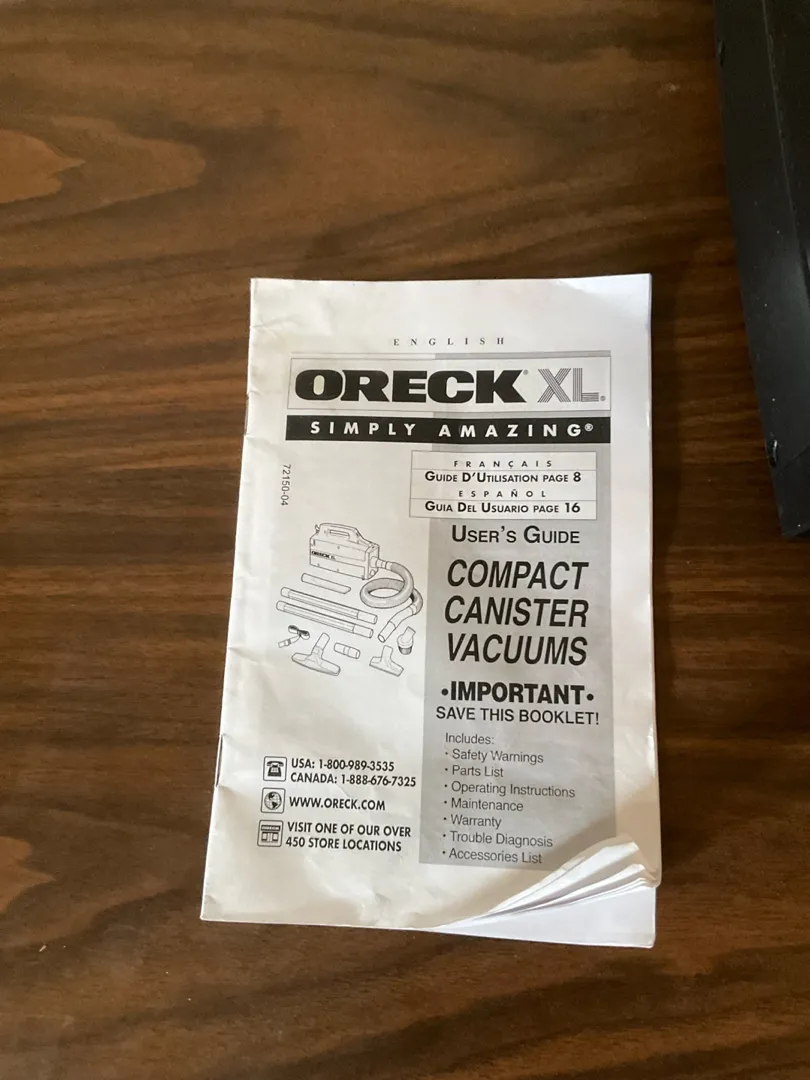 ENGLISH
ORECK® XL®
SIMPLY AMAZING®
FRANÇAIS
GUIDE D'UTILISATION PAGE 8
ESPAÑOL
GUIA DEL USUARIO PAGE 16
72150-04
USER'S GUIDE
ORECK XL
COMPACT
CANISTER
VACUUMS
•IMPORTANT•
SAVE THIS BOOKLET!
Includes:
• Safety Warnings
• Parts List
• Operating Instructions
• Maintenance
• Warranty
• Trouble Diagnosis
• Accessories List
USA: 1-800-989-3535
CANADA: 1-888-676-7325
WWW.ORECK.COM
VISIT ONE OF OUR OVER
450 STORE LOCATIONS